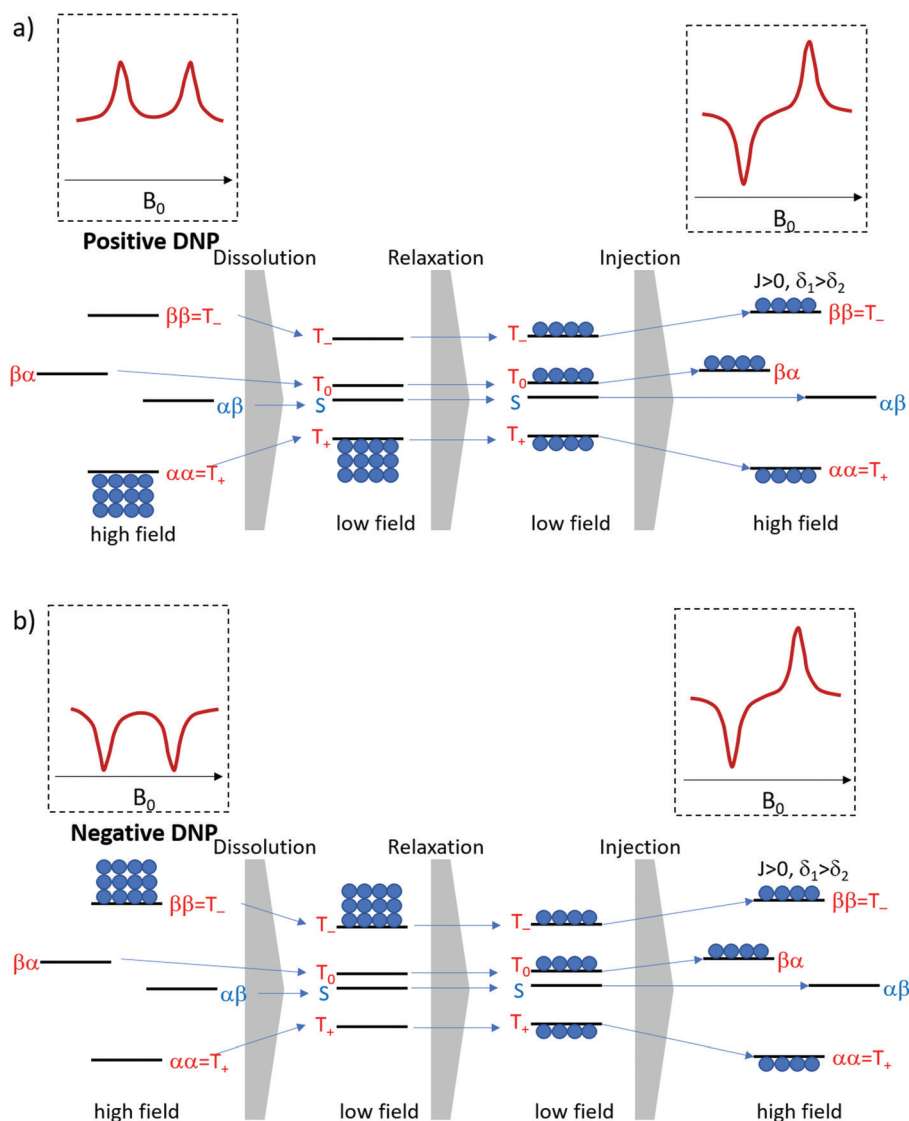 a)
B₀
B₀
Positive DNP
Dissolution
Relaxation
Injection
J>0, δ₁>δ₂
ββ=T₋
T₋
T₋
ββ=T₋
βα
T₀
T₀
βα
αβ
S
S
αβ
T₊
T₊
αα=T₊
αα=T₊
high field
low field
low field
high field
b)
B₀
B₀
Negative DNP
Dissolution
Relaxation
Injection
J>0, δ₁>δ₂
ββ=T₋
T₋
T₋
ββ=T₋
βα
T₀
T₀
βα
αβ
S
S
αβ
T₊
T₊
αα=T₊
αα=T₊
high field
low field
low field
high field